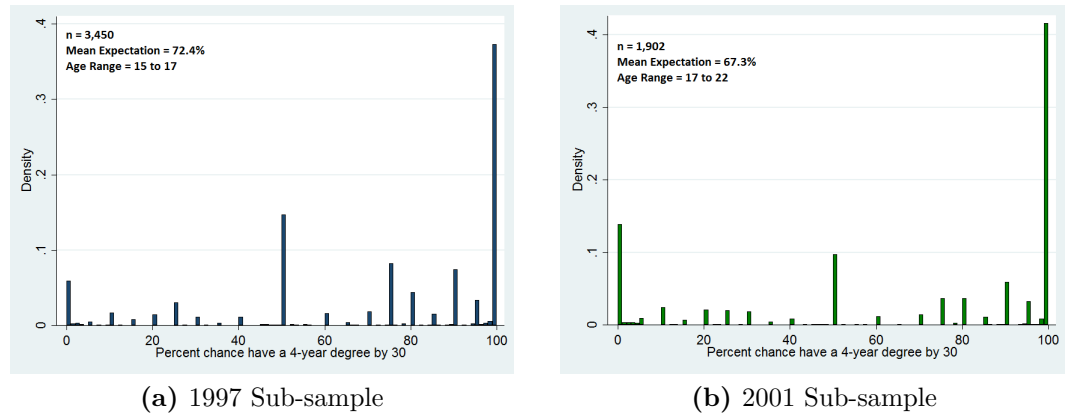 n = 3,450
Mean Expectation = 72.4%
Age Range = 15 to 17
Density
.4
.3
.2
.1
0
0 20 40 60 80 100
Percent chance have a 4-year degree by 30
(a) 1997 Sub-sample
n = 1,902
Mean Expectation = 67.3%
Age Range = 17 to 22
Density
.4
.3
.2
.1
0
0 20 40 60 80 100
Percent chance have a 4-year degree by 30
(b) 2001 Sub-sample